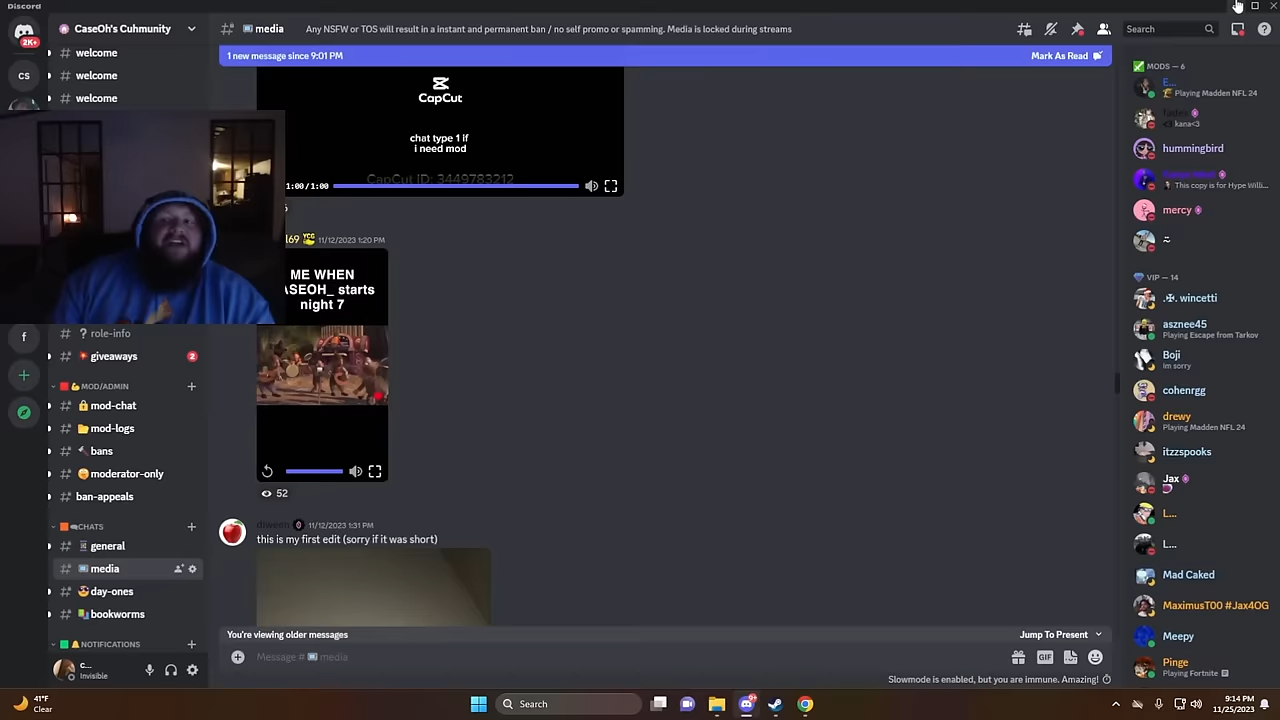 Discord
2K+
CaseOh's Cuhmunity
media
Any NSFW or TOS will result in a instant and permanent ban / no self promo or spamming. Media is locked during streams
Search
1 new message since 9:01 PM
Mark As Read
CS
welcome
welcome
welcome
CapCut
chat type 1 if
i need mod
CapCut ID: 3449783212
1:00/1:00
l69
11/12/2023 1:20 PM
ME WHEN
ASEOH_ starts
night 7
52
11/12/2023 1:31 PM
this is my first edit (sorry if it was short)
f
role-info
giveaways
2
MOD/ADMIN
mod-chat
mod-logs
bans
moderator-only
ban-appeals
CHATS
general
media
day-ones
bookworms
NOTIFICATIONS
c...
Invisible
You're viewing older messages
Jump To Present
Message # media
GIF
Slowmode is enabled, but you are immune. Amazing!
MODS — 6
E...
Playing Madden NFL 24
<3 kana<3
hummingbird
This copy is for Hype Willi...
mercy
~
VIP — 14
.✠. wincetti
asznee45
Playing Escape from Tarkov
Boji
im sorry
cohenrgg
drewy
Playing Madden NFL 24
itzzspooks
Jax
L...
L...
Mad Caked
MaximusT00 #Jax4OG
Meepy
Pinge
Playing Fortnite
41°F
Clear
Search
9:14 PM
11/25/2023